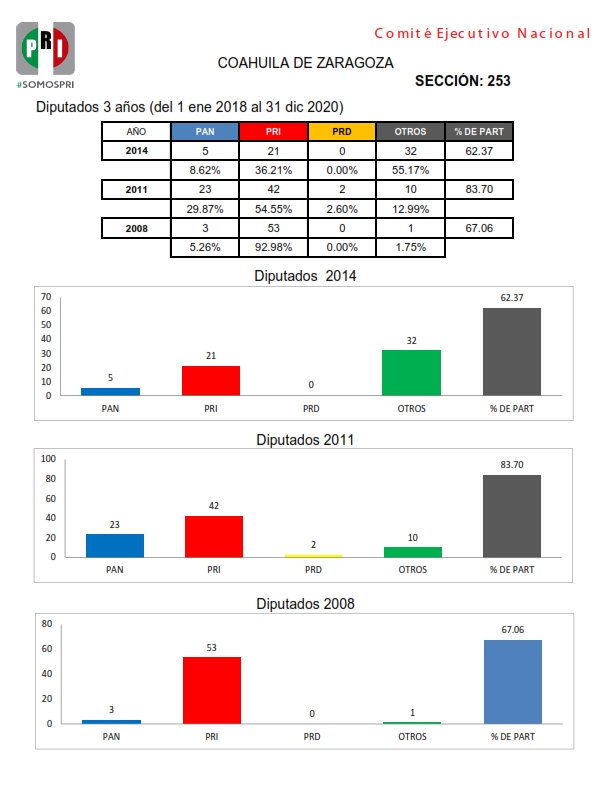 PRI
#SOMOSPRI
Comité Ejecutivo Nacional
COAHUILA DE ZARAGOZA
SECCIÓN: 253
Diputados 3 años (del 1 ene 2018 al 31 dic 2020)
AÑO PAN PRI PRD OTROS % DE PART
2014 5 21 0 32 62.37
8.62% 36.21% 0.00% 55.17%
2011 23 42 2 10 83.70
29.87% 54.55% 2.60% 12.99%
2008 3 53 0 1 67.06
5.26% 92.98% 0.00% 1.75%
Diputados 2014
70
60
50
40
30
20
10
0
5 21 0 32 62.37
PAN PRI PRD OTROS % DE PART
Diputados 2011
100
80
60
40
20
0
23 42 2 10 83.70
PAN PRI PRD OTROS % DE PART
Diputados 2008
80
60
40
20
0
3 53 0 1 67.06
PAN PRI PRD OTROS % DE PART